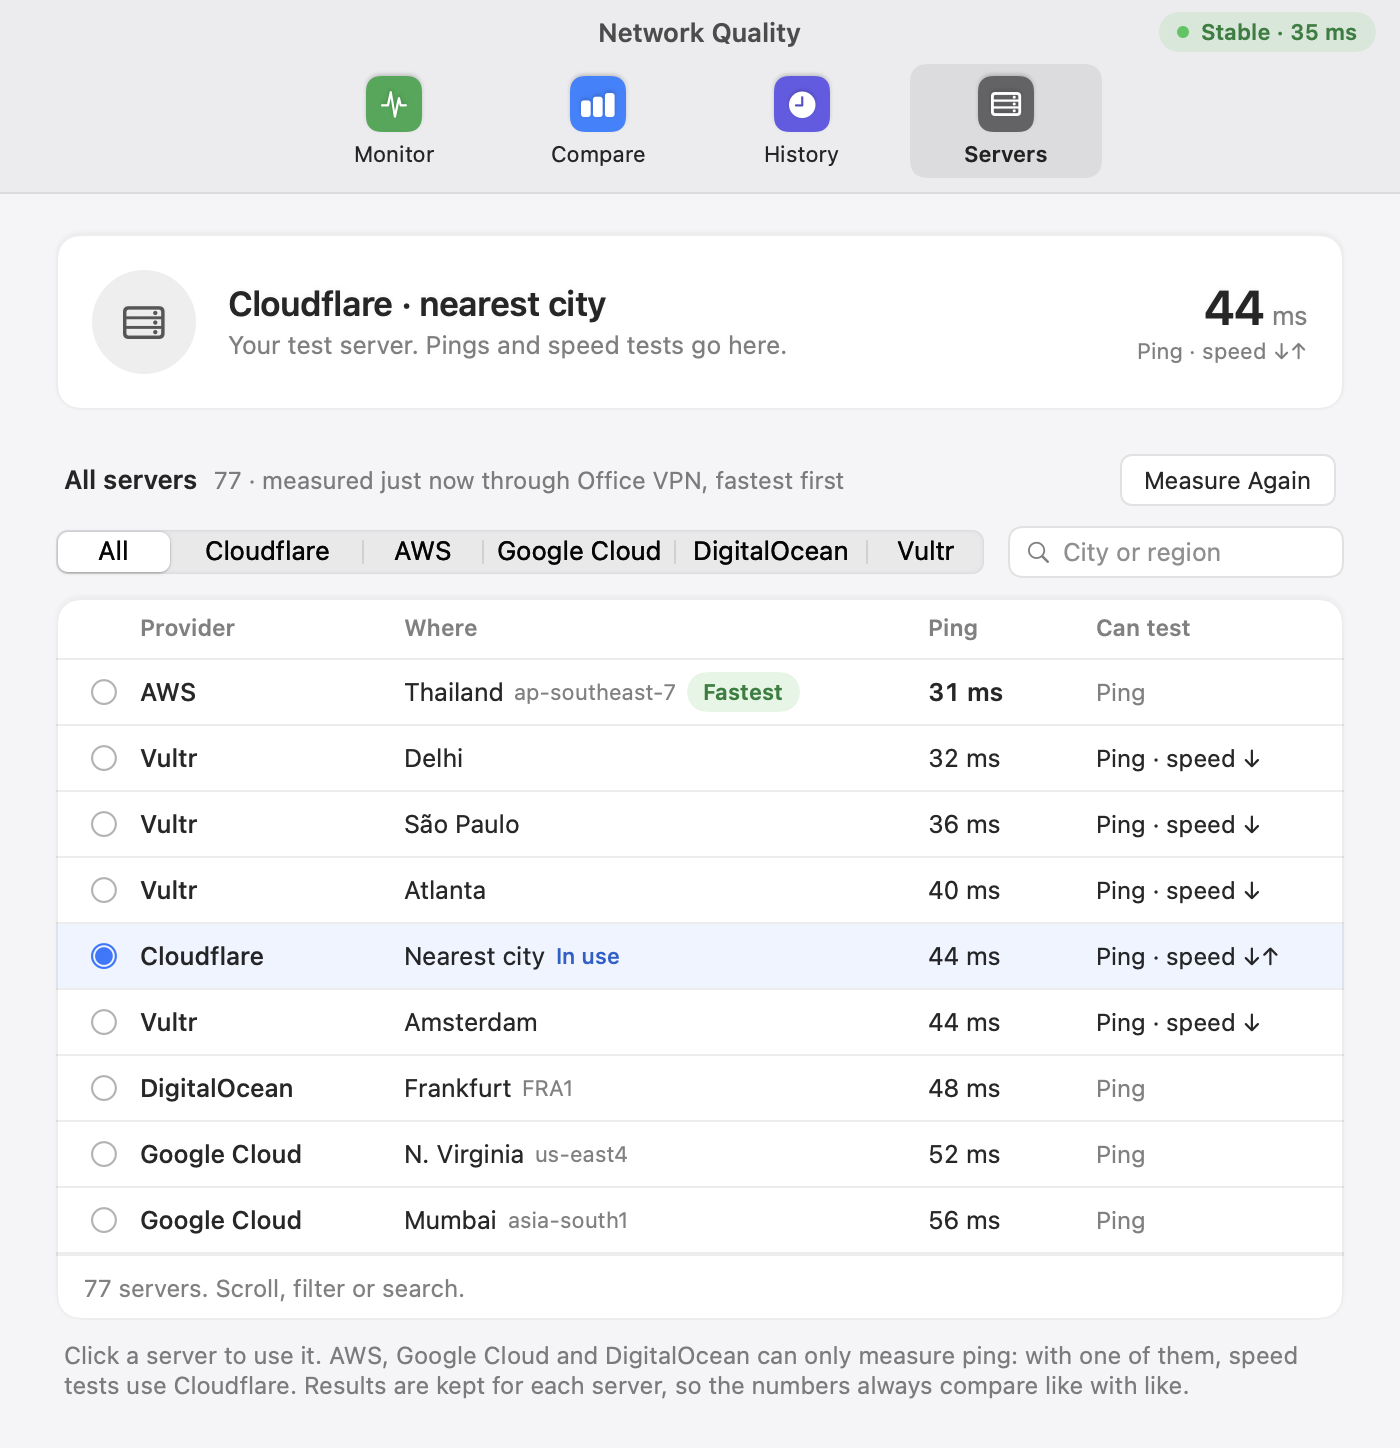 Network Quality
Stable · 35 ms
Monitor
Compare
History
Servers
Cloudflare · nearest city
Your test server. Pings and speed tests go here.
44 ms
Ping · speed ↓↑
All servers 77 · measured just now through Office VPN, fastest first
Measure Again
All Cloudflare AWS Google Cloud DigitalOcean Vultr
City or region
Provider Where Ping Can test
AWS Thailand ap-southeast-7 Fastest 31 ms Ping
Vultr Delhi 32 ms Ping · speed ↓
Vultr São Paulo 36 ms Ping · speed ↓
Vultr Atlanta 40 ms Ping · speed ↓
Cloudflare Nearest city In use 44 ms Ping · speed ↓↑
Vultr Amsterdam 44 ms Ping · speed ↓
DigitalOcean Frankfurt FRA1 48 ms Ping
Google Cloud N. Virginia us-east4 52 ms Ping
Google Cloud Mumbai asia-south1 56 ms Ping
77 servers. Scroll, filter or search.
Click a server to use it. AWS, Google Cloud and DigitalOcean can only measure ping: with one of them, speed
tests use Cloudflare. Results are kept for each server, so the numbers always compare like with like.